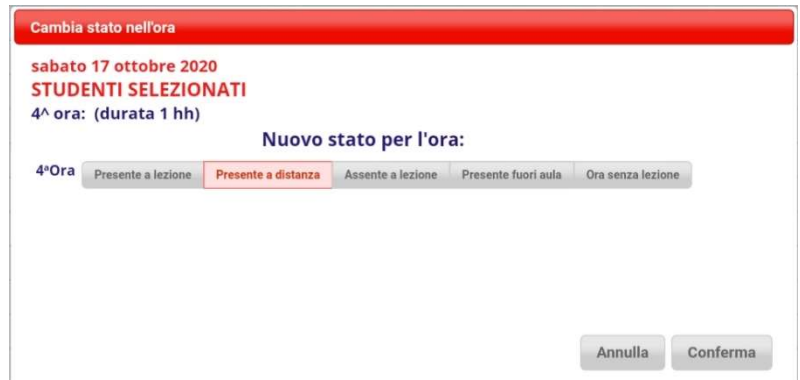 Cambia stato nell'ora
sabato 17 ottobre 2020
STUDENTI SELEZIONATI
4^ ora: (durata 1 hh)
Nuovo stato per l'ora:
4ªOra Presente a lezione Presente a distanza Assente a lezione Presente fuori aula Ora senza lezione
Annulla Conferma